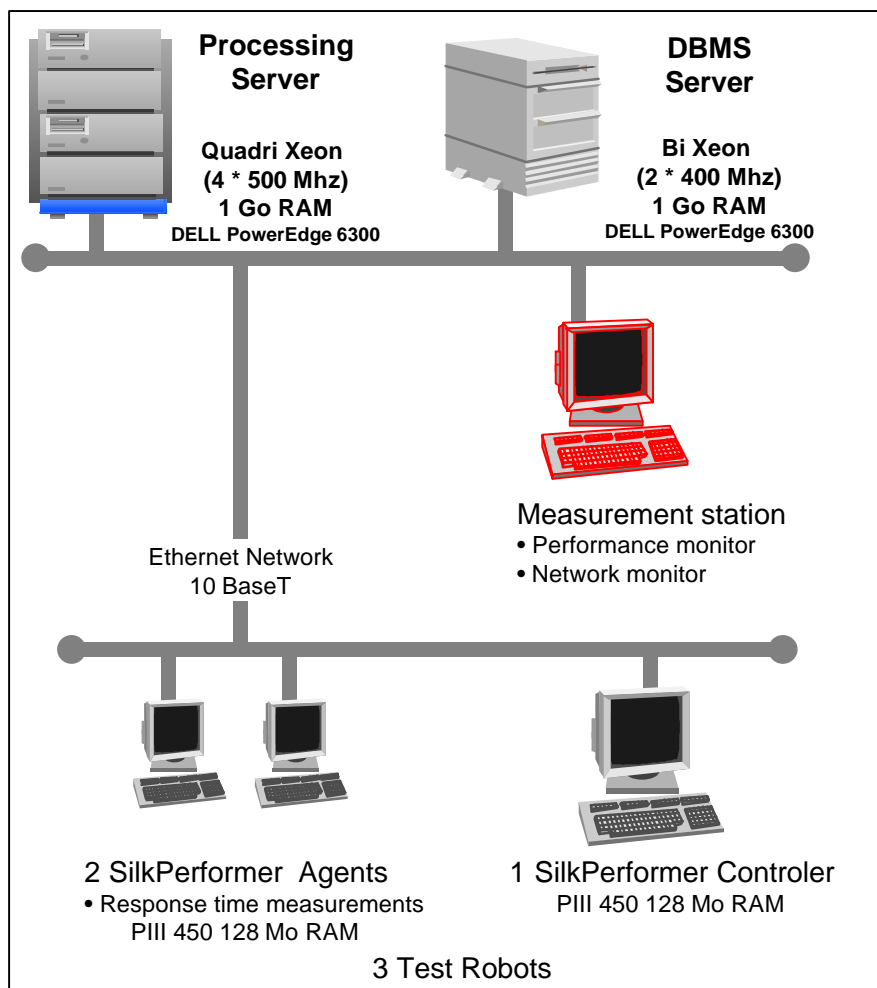 Processing
Server
Quadri Xeon
(4 * 500 Mhz)
1 Go RAM
DELL PowerEdge 6300
DBMS
Server
Bi Xeon
(2 * 400 Mhz)
1 Go RAM
DELL PowerEdge 6300
Measurement station
• Performance monitor
• Network monitor
Ethernet Network
10 BaseT
2 SilkPerformer Agents
• Response time measurements
PIII 450 128 Mo RAM
1 SilkPerformer Controler
PIII 450 128 Mo RAM
3 Test Robots